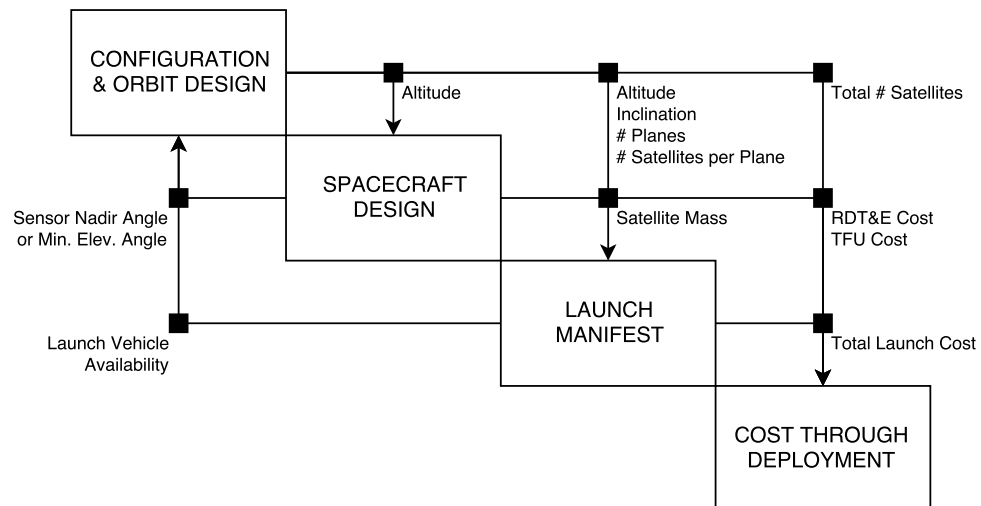 CONFIGURATION
& ORBIT DESIGN
Altitude
Altitude
Inclination
# Planes
# Satellites per Plane
Total # Satellites
SPACECRAFT
DESIGN
Sensor Nadir Angle
or Min. Elev. Angle
Satellite Mass
RDT&E Cost
TFU Cost
LAUNCH
MANIFEST
Launch Vehicle
Availability
Total Launch Cost
COST THROUGH
DEPLOYMENT